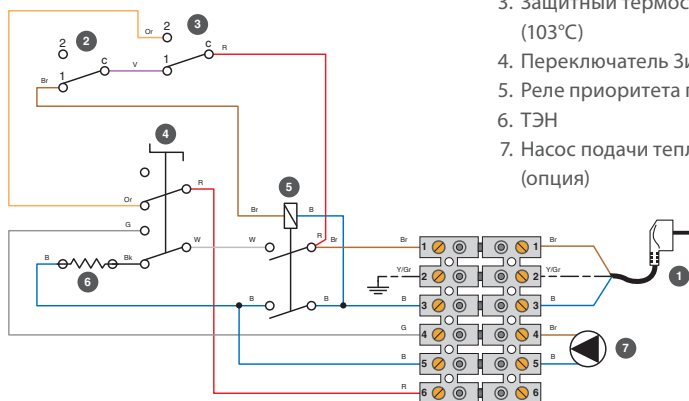 3. Защитный термос
(103°C)
4. Переключатель Зи
5. Реле приоритета п
6. ТЭН
7. Насос подачи тепл
(опция)
Or 2 3
2 2 C R
1 C V 1
Br
4
Or R 5
Br B
G
W W R Br Br 1 1 Br
B Bk
6
Y/Gr 2 2 Y/Gr 1
B B B 3 3 B
G 4 4 Br 7
B 5 5 B
R 6 6